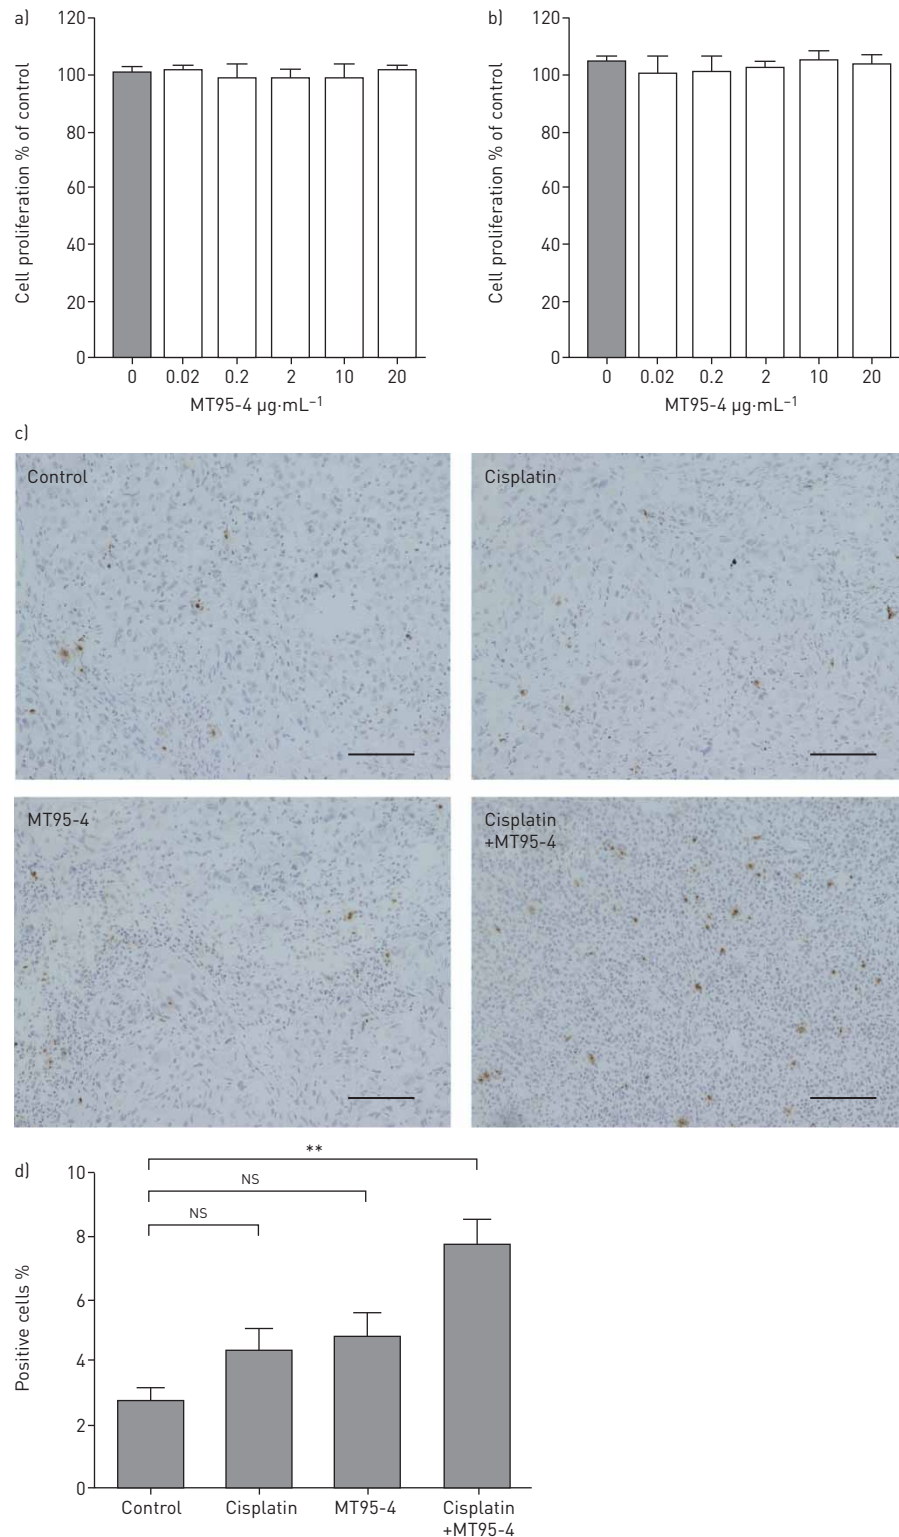 a)
120
100
80
60
40
20
0
Cell proliferation % of control
0 0.02 0.2 2 10 20
MT95-4 µg·mL⁻¹
b)
120
100
80
60
40
20
0
Cell proliferation % of control
0 0.02 0.2 2 10 20
MT95-4 µg·mL⁻¹
c)
Control
Cisplatin
MT95-4
Cisplatin
+MT95-4
d)
10
8
6
4
2
0
Positive cells %
**
NS
NS
Control Cisplatin MT95-4 Cisplatin
+MT95-4